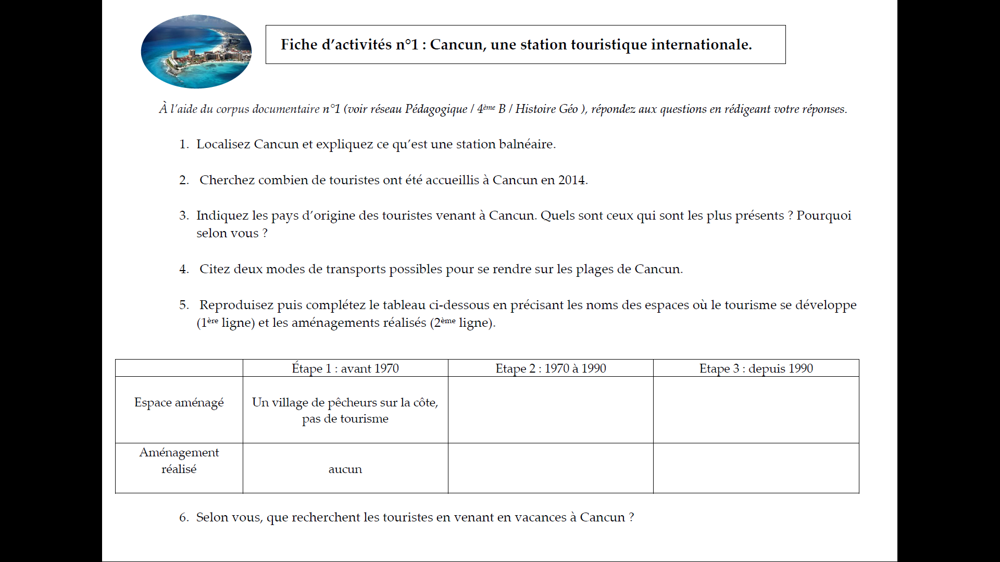 Fiche d’activités n°1 : Cancun, une station touristique internationale.
À l’aide du corpus documentaire n°1 (voir réseau Pédagogique / 4ème B / Histoire Géo ), répondez aux questions en rédigeant votre réponses.
1. Localisez Cancun et expliquez ce qu’est une station balnéaire.
2. Cherchez combien de touristes ont été accueillis à Cancun en 2014.
3. Indiquez les pays d’origine des touristes venant à Cancun. Quels sont ceux qui sont les plus présents ? Pourquoi
selon vous ?
4. Citez deux modes de transports possibles pour se rendre sur les plages de Cancun.
5. Reproduisez puis complétez le tableau ci-dessous en précisant les noms des espaces où le tourisme se développe
(1ère ligne) et les aménagements réalisés (2ème ligne).
Étape 1 : avant 1970 Etape 2 : 1970 à 1990 Etape 3 : depuis 1990
Espace aménagé Un village de pêcheurs sur la côte,
pas de tourisme
Aménagement
réalisé aucun
6. Selon vous, que recherchent les touristes en venant en vacances à Cancun ?